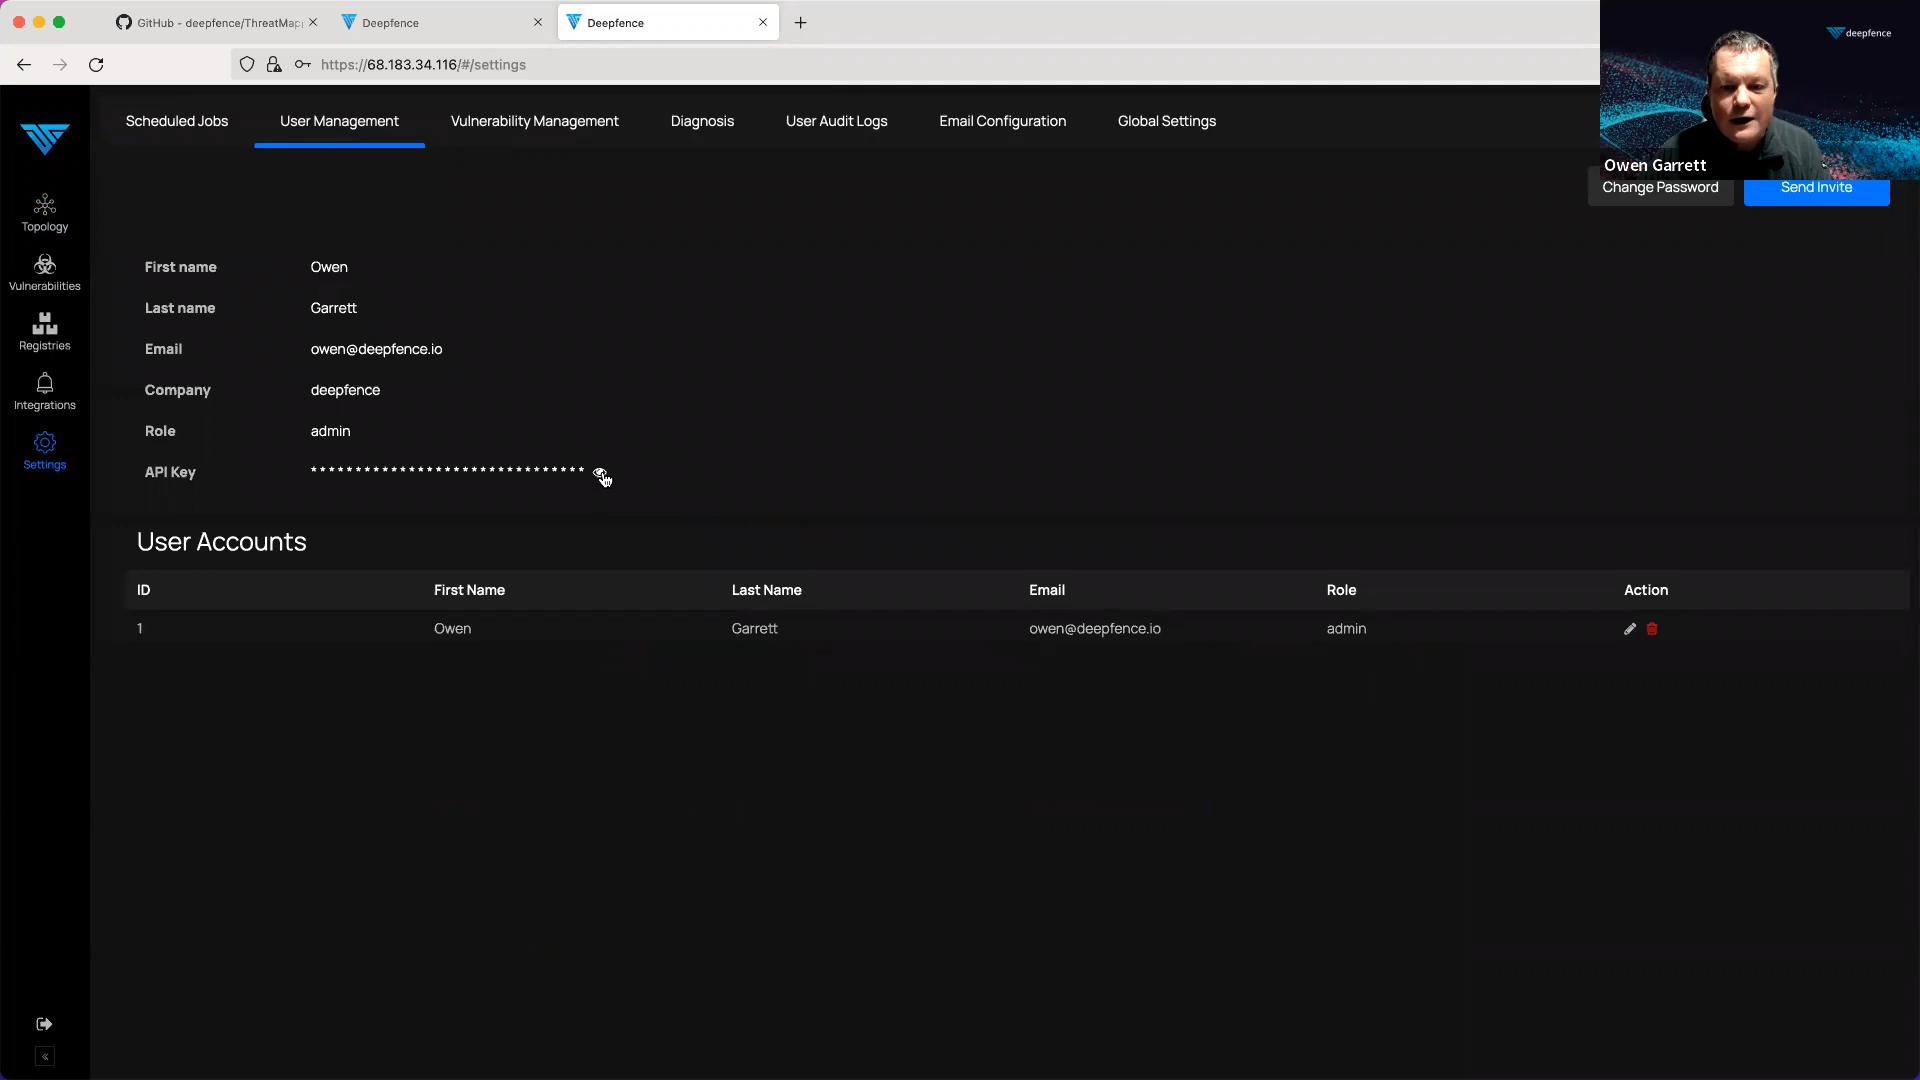 GitHub - deepfence/ThreatMap
Deepfence
Deepfence
https://68.183.34.116/#/settings
deepfence
Owen Garrett
Scheduled Jobs
User Management
Vulnerability Management
Diagnosis
User Audit Logs
Email Configuration
Global Settings
Change Password
Send Invite
Topology
Vulnerabilities
Registries
Integrations
Settings
First name Owen
Last name Garrett
Email owen@deepfence.io
Company deepfence
Role admin
API Key *******************************
User Accounts
ID First Name Last Name Email Role Action
1 Owen Garrett owen@deepfence.io admin